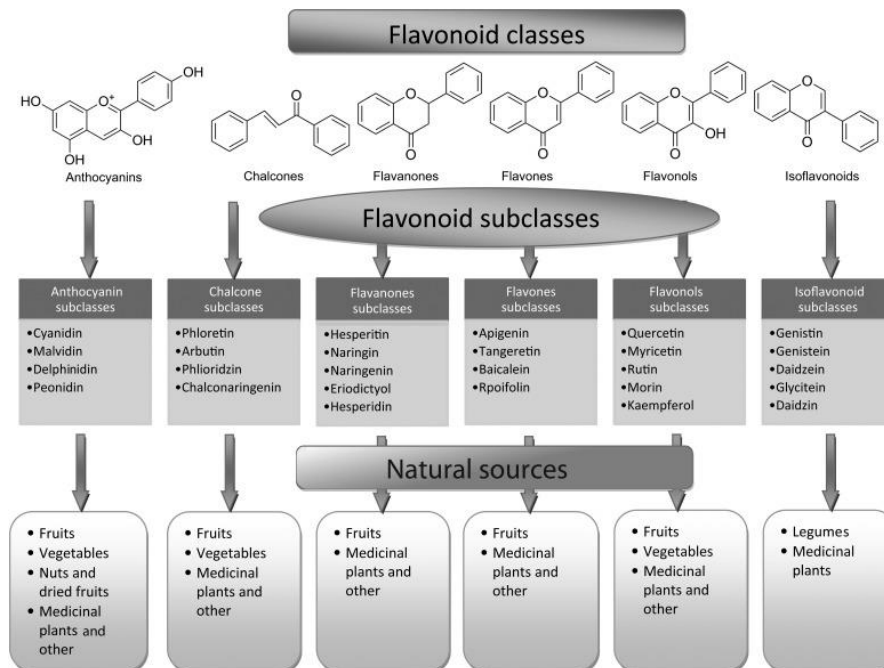 Flavonoid classes
OH
HO
O+
OH
OH
O
O
O
O
O
O
OH
O
O
O
Anthocyanins
Chalcones
Flavanones
Flavones
Flavonols
Isoflavonoids
Flavonoid subclasses
Anthocyanin
subclasses
•Cyanidin
•Malvidin
•Delphinidin
•Peonidin
Chalcone
subclasses
•Phloretin
•Arbutin
•Phlioridzin
•Chalconaringenin
Flavanones
subclasses
•Hesperitin
•Naringin
•Naringenin
•Eriodictyol
•Hesperidin
Flavones
subclasses
•Apigenin
•Tangeretin
•Baicalein
•Rpoifolin
Flavonols
subclasses
•Quercetin
•Myricetin
•Rutin
•Morin
•Kaempferol
Isoflavonoid
subclasses
•Genistin
•Genistein
•Daidzein
•Glycitein
•Daidzin
Natural sources
• Fruits
• Vegetables
• Nuts and
dried fruits
• Medicinal
plants and
other
• Fruits
• Vegetables
• Medicinal
plants and
other
• Fruits
• Medicinal
plants and
other
• Fruits
• Medicinal
plants and
other
• Fruits
• Vegetables
• Medicinal
plants and
other
• Legumes
• Medicinal
plants